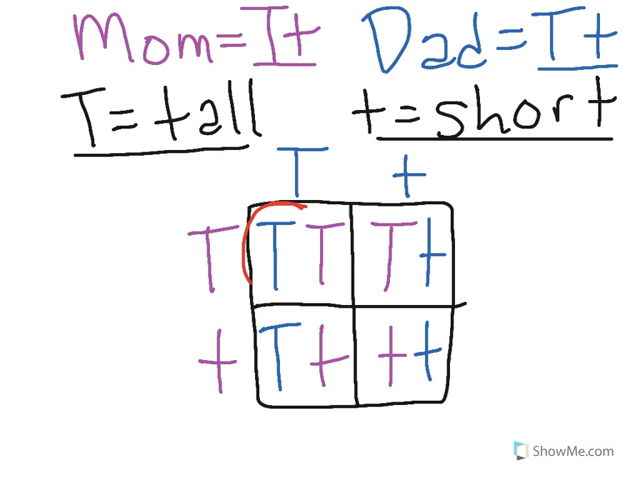 Mom=Tt Dad=Tt
T=tall t=short
T t
T TT Tt
t Tt tt
ShowMe.com